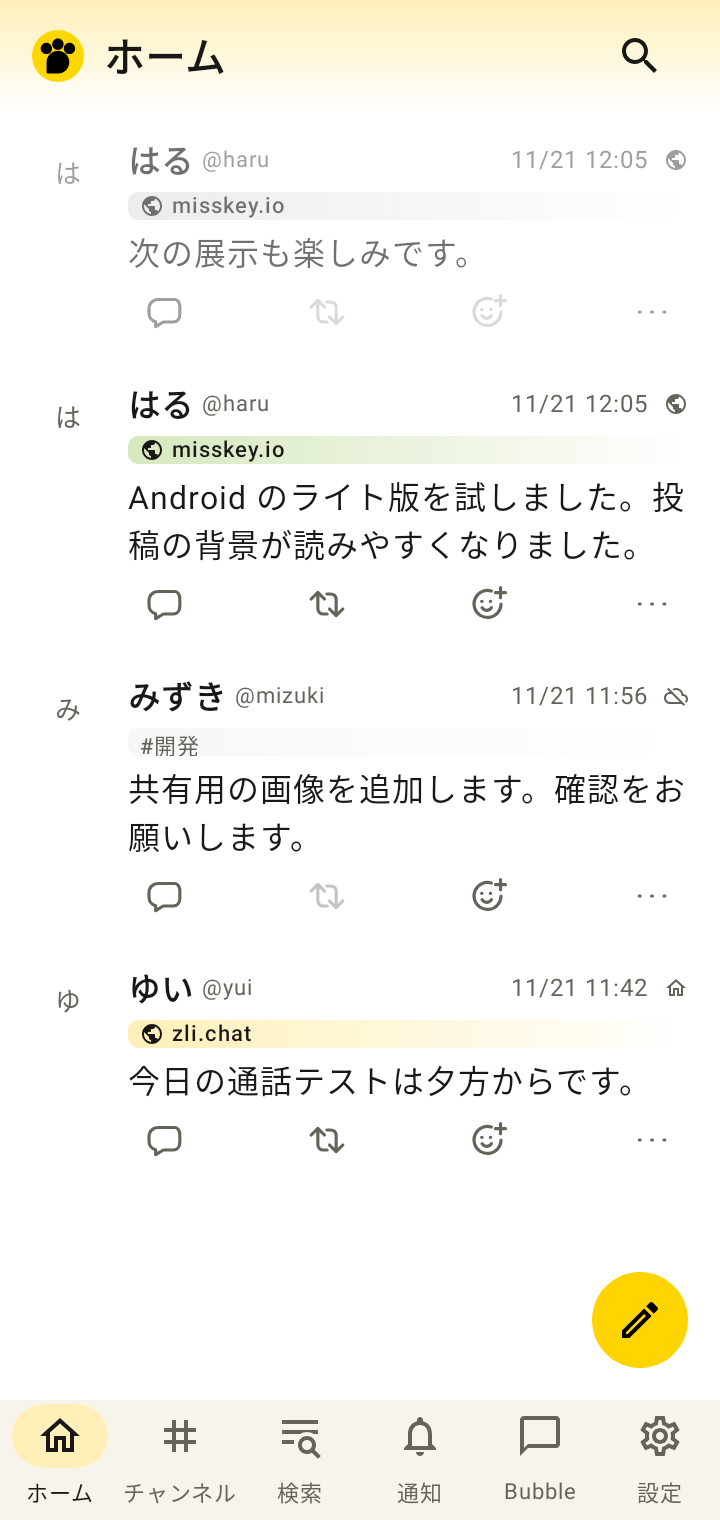 ホーム
は
はる @haru 11/21 12:05
misskey.io
次の展示も楽しみです。
は
はる @haru 11/21 12:05
misskey.io
Android のライト版を試しました。投
稿の背景が読みやすくなりました。
み
みずき @mizuki 11/21 11:56
#開発
共有用の画像を追加します。確認をお
願いします。
ゆ
ゆい @yui 11/21 11:42
zli.chat
今日の通話テストは夕方からです。
ホーム チャンネル 検索 通知 Bubble 設定